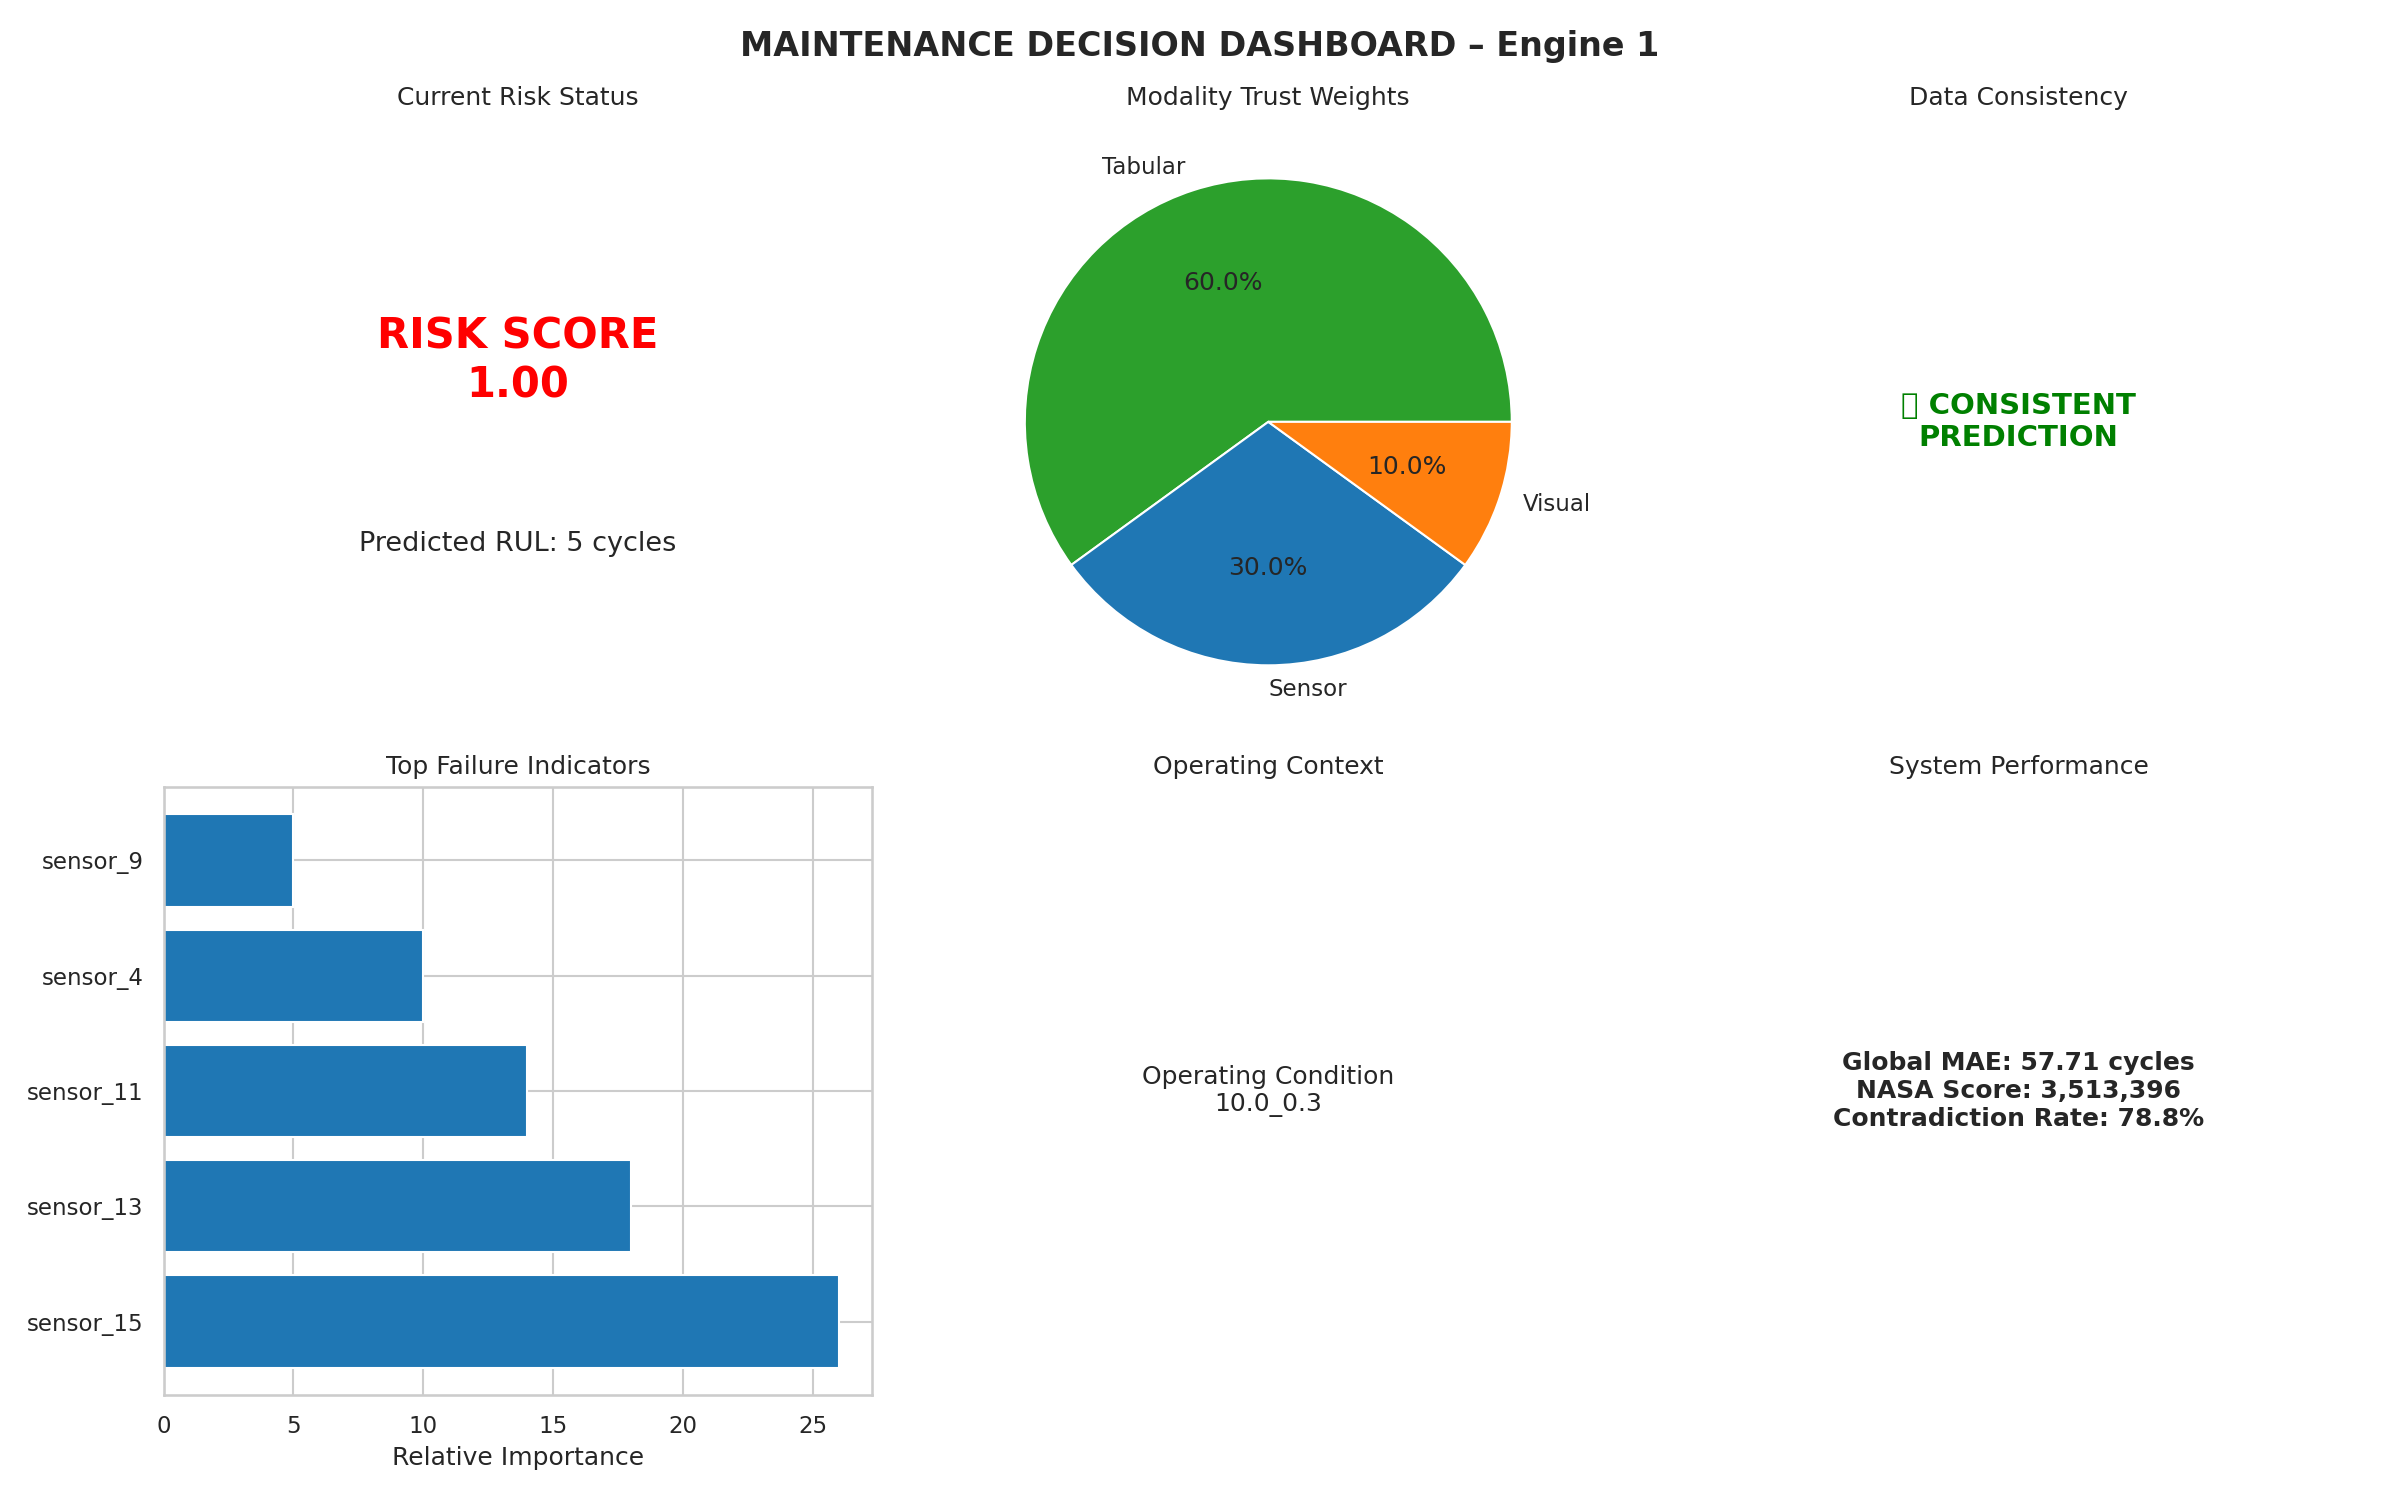 MAINTENANCE DECISION DASHBOARD – Engine 1
Current Risk Status
RISK SCORE
1.00
Predicted RUL: 5 cycles
Modality Trust Weights
Tabular
60.0%
10.0%
Visual
30.0%
Sensor
Data Consistency
▯ CONSISTENT
PREDICTION
Top Failure Indicators
sensor_9
sensor_4
sensor_11
sensor_13
sensor_15
0 5 10 15 20 25
Relative Importance
Operating Context
Operating Condition
10.0_0.3
System Performance
Global MAE: 57.71 cycles
NASA Score: 3,513,396
Contradiction Rate: 78.8%